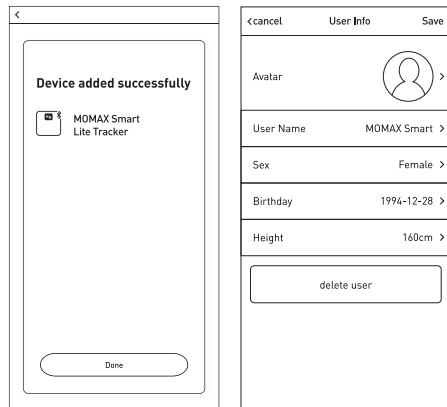 <
Device added successfully
Kg
MOMAX Smart
Lite Tracker
Done
<cancel User Info Save
Avatar >
User Name MOMAX Smart >
Sex Female >
Birthday 1994-12-28 >
Height 160cm >
delete user